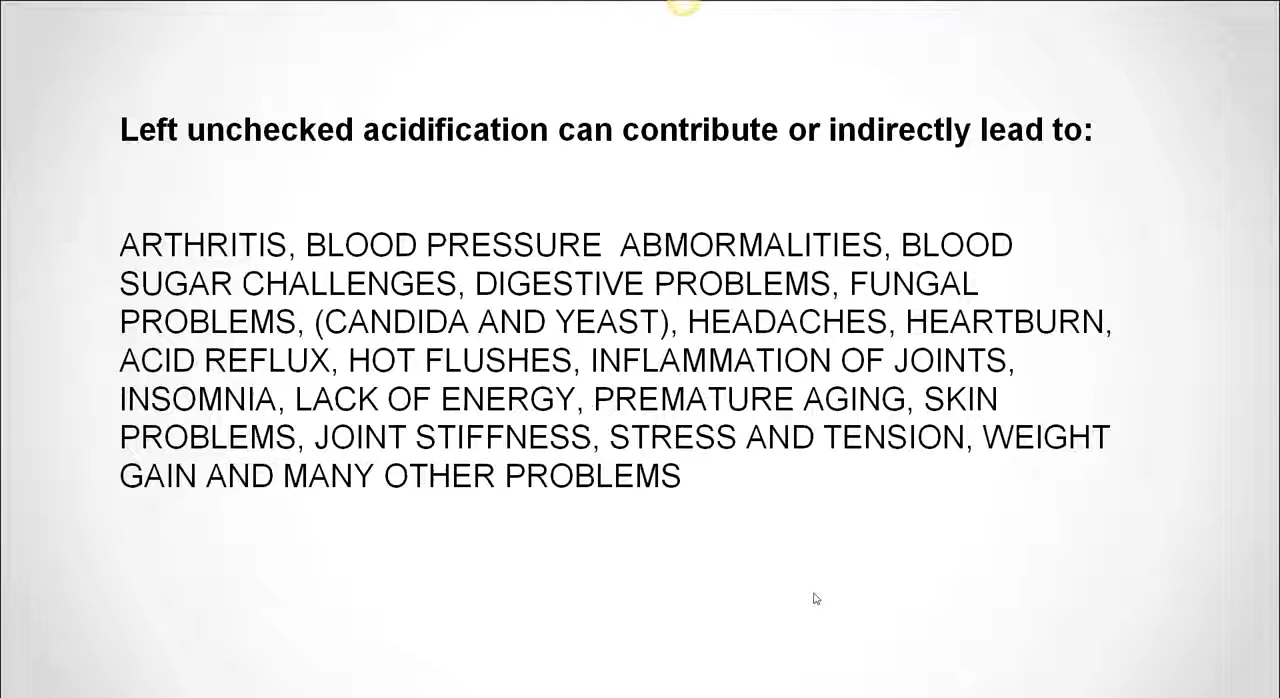 Left unchecked acidification can contribute or indirectly lead to:
ARTHRITIS, BLOOD PRESSURE  ABMORMALITIES, BLOOD
SUGAR CHALLENGES, DIGESTIVE PROBLEMS, FUNGAL
PROBLEMS, (CANDIDA AND YEAST), HEADACHES, HEARTBURN,
ACID REFLUX, HOT FLUSHES, INFLAMMATION OF JOINTS,
INSOMNIA, LACK OF ENERGY, PREMATURE AGING, SKIN
PROBLEMS, JOINT STIFFNESS, STRESS AND TENSION, WEIGHT
GAIN AND MANY OTHER PROBLEMS